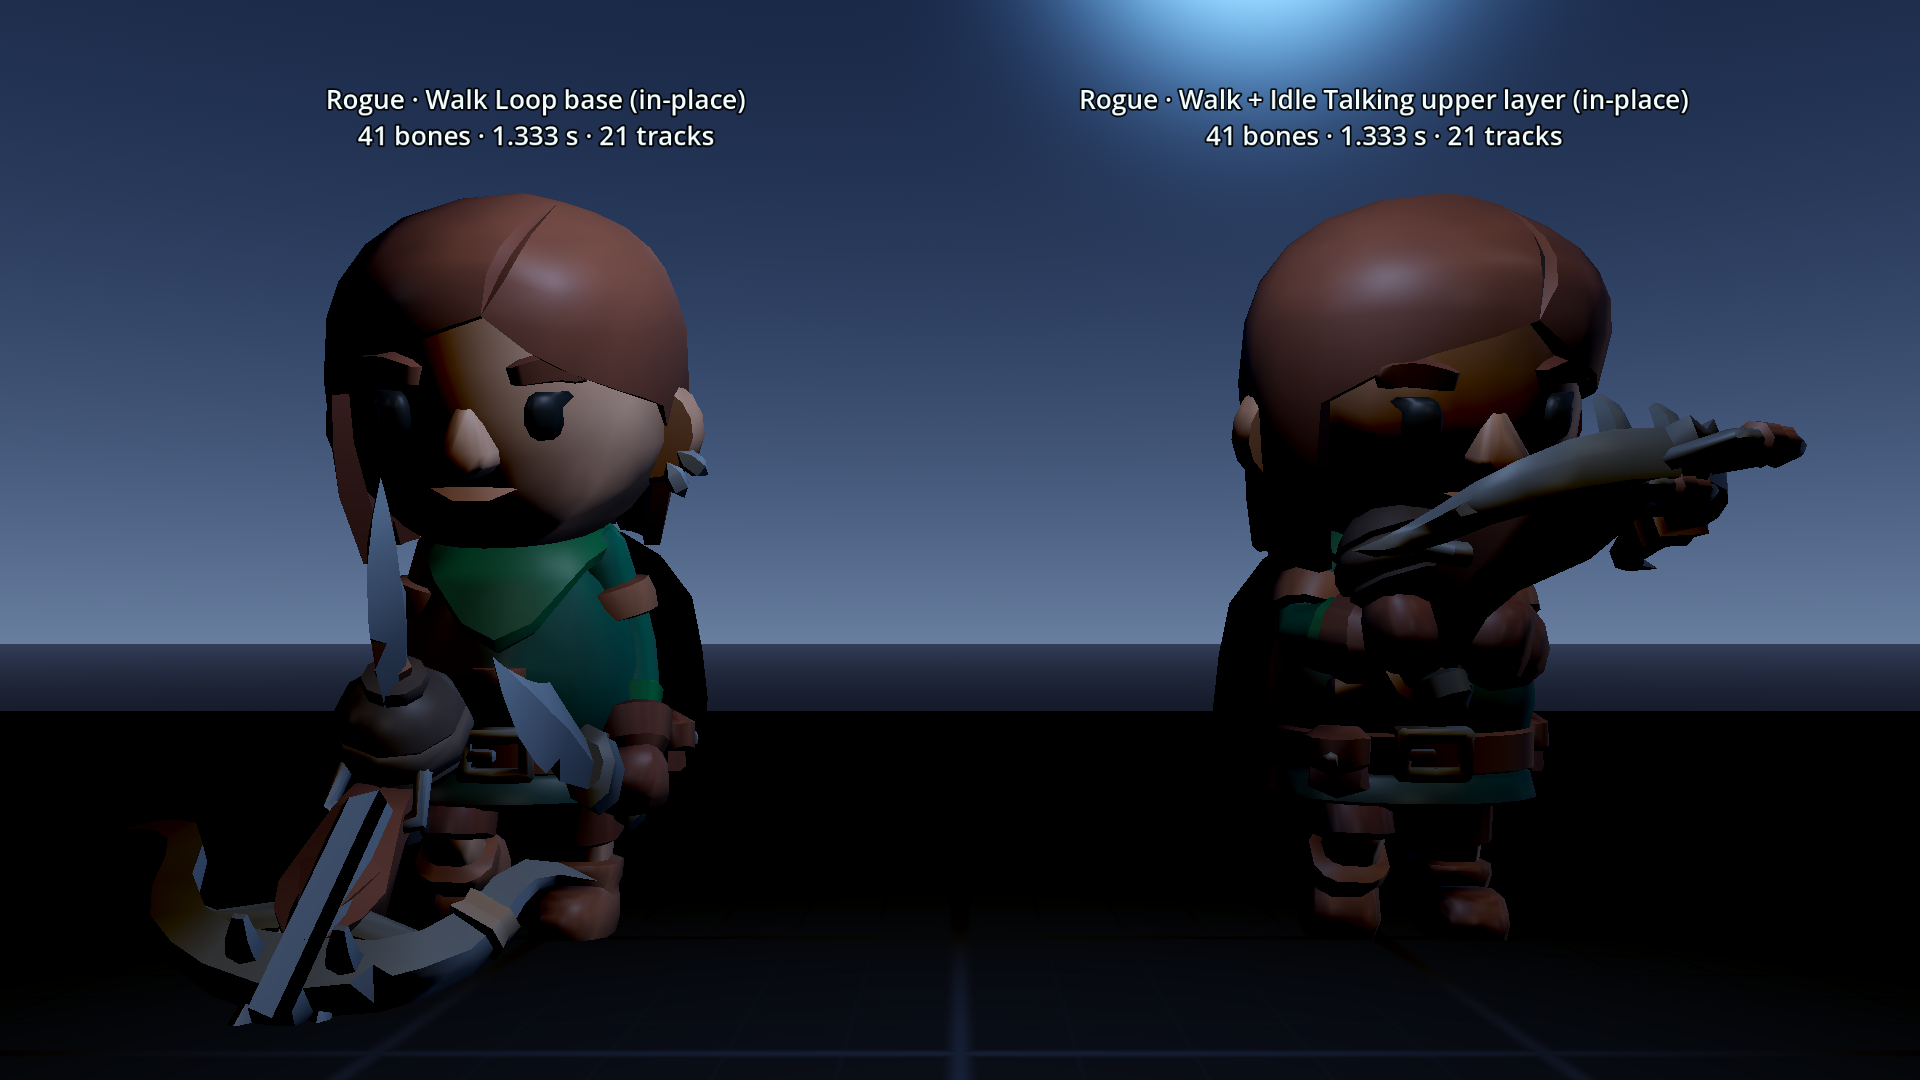 Rogue · Walk Loop base (in-place)
41 bones · 1.333 s · 21 tracks
Rogue · Walk + Idle Talking upper layer (in-place)
41 bones · 1.333 s · 21 tracks